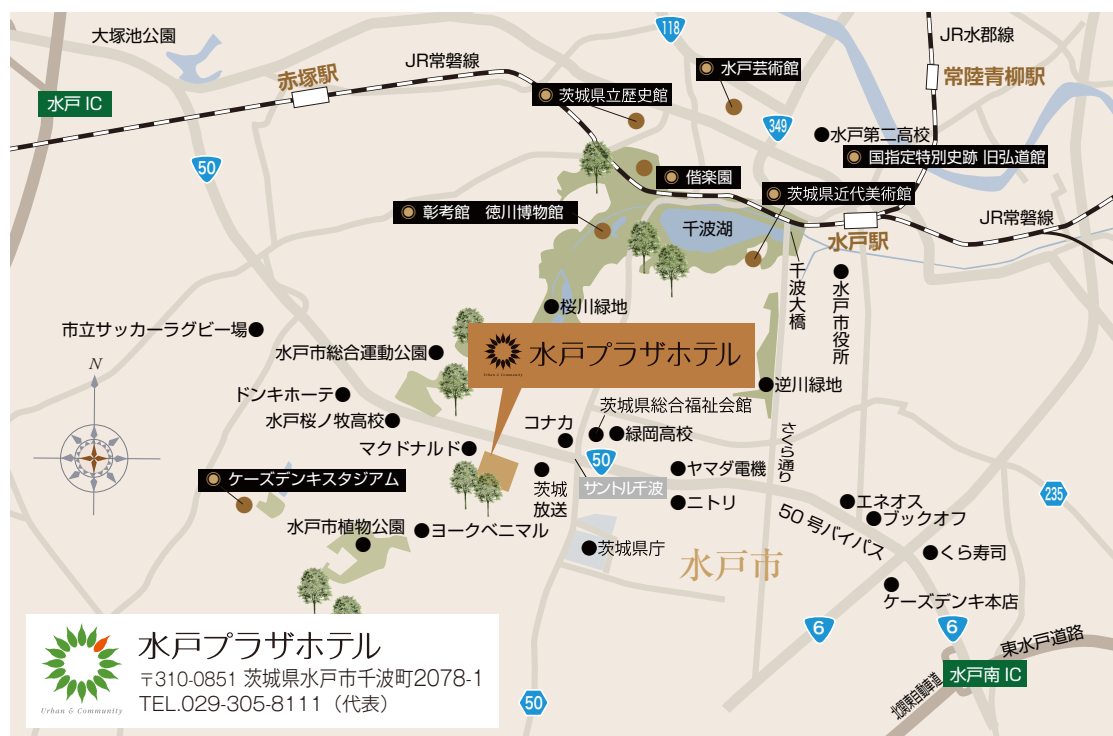 大塚池公園
118
JR水郡線
JR常磐線
赤塚駅
水戸芸術館
常陸青柳駅
水戸 IC
茨城県立歴史館
349
水戸第二高校
国指定特別史跡 旧弘道館
50
偕楽園
茨城県近代美術館
彰考館 徳川博物館
千波湖
水戸駅
JR常磐線
千波大橋
水戸市役所
桜川緑地
市立サッカーラグビー場
水戸市総合運動公園
水戸プラザホテル
Urban & Community
N
ドンキホーテ
逆川緑地
茨城県総合福祉会館
水戸桜ノ牧高校
コナカ
緑岡高校
さくら通り
マクドナルド
50
ヤマダ電機
ケーズデンキスタジアム
茨城放送
サントル千波
ニトリ
235
エネオス
ブックオフ
50号バイパス
水戸市植物公園
ヨークベニマル
茨城県庁
くら寿司
水戸市
ケーズデンキ本店
6
6
東水戸道路
水戸南 IC
北関東自動車道
50
水戸プラザホテル
〒310-0851 茨城県水戸市千波町2078-1
TEL.029-305-8111（代表）
Urban & Community